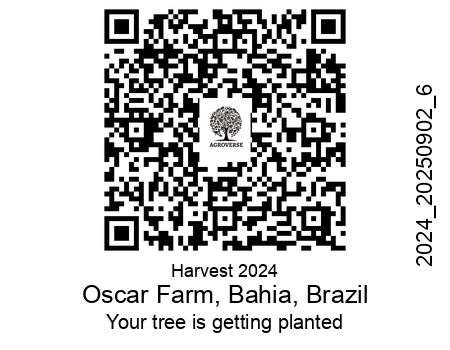 AGROVERSE
Harvest 2024
Oscar Farm, Bahia, Brazil
Your tree is getting planted
2024_20250902_6